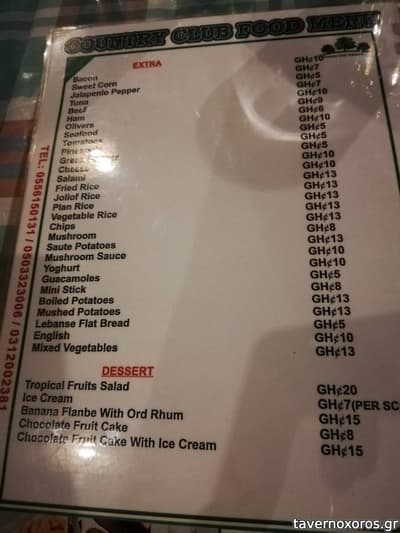 COUNTRY CLUB FOOD MENU
EXTRA
Bacon
Sweet Corn
Jalapenio Pepper
Tuna
Beef
Ham
Olivers
Seafood
Tomatoes
Pineapple
Green Pepper
Cheese
Salami
Fried Rice
Jollof Rice
Plan Rice
Vegetable Rice
Chips
Mushroom
Saute Potatoes
Mushroom Sauce
Yoghurt
Guacamoles
Mini Stick
Boiled Potatoes
Mushed Potatoes
Lebanse Flat Bread
English
Mixed Vegetables
GH¢10
GH¢7
GH¢5
GH¢7
GH¢10
GH¢9
GH¢6
GH¢10
GH¢5
GH¢5
GH¢5
GH¢10
GH¢10
GH¢13
GH¢13
GH¢13
GH¢13
GH¢8
GH¢13
GH¢10
GH¢10
GH¢5
GH¢8
GH¢13
GH¢13
GH¢5
GH¢10
GH¢13
DESSERT
Tropical Fruits Salad GH¢20
Ice Cream GH¢7(PER SC
Banana Flanbe With Ord Rhum GH¢15
Chocolate Fruit Cake GH¢8
Chocolate Fruit Cake With Ice Cream GH¢15
TEL: 0556150131 / 0503323006 / 0312002381
tavernoxoros.gr